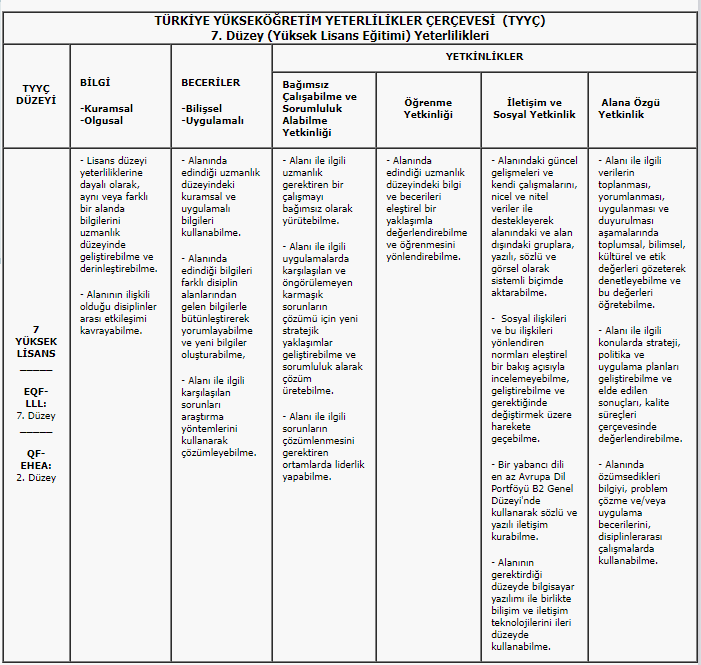 TÜRKİYE YÜKSEKÖĞRETİM YETERLİLİKLER ÇERÇEVESİ (TYYÇ)
7. Düzey (Yüksek Lisans Eğitimi) Yeterlilikleri
TYYÇ
DÜZEYİ
BİLGİ
-Kuramsal
-Olgusal
BECERİLER
-Bilişsel
-Uygulamalı
YETKİNLİKLER
Bağımsız
Çalışabilme ve
Sorumluluk
Alabilme
Yetkinliği
Öğrenme
Yetkinliği
İletişim ve
Sosyal Yetkinlik
Alana Özgü
Yetkinlik
7
YÜKSEK
LİSANS
_____
EQF-
LLL:
7. Düzey
_____
QF-
EHEA:
2. Düzey
- Lisans düzeyi
yeterliliklerine
dayalı olarak,
aynı veya farklı
bir alanda
bilgilerini
uzmanlık
düzeyinde
geliştirebilme ve
derinleştirebilme.
- Alanının ilişkili
olduğu disiplinler
arası etkileşimi
kavrayabilme.
- Alanında
edindiği uzmanlık
düzeyindeki
kuramsal ve
uygulamalı
bilgileri
kullanabilme.
- Alanında
edindiği bilgileri
farklı disiplin
alanlarından
gelen bilgilerle
bütünleştirerek
yorumlayabilme
ve yeni bilgiler
oluşturabilme,
- Alanı ile ilgili
karşılaşılan
sorunları
araştırma
yöntemlerini
kullanarak
çözümleyebilme.
- Alanı ile ilgili
uzmanlık
gerektiren bir
çalışmayı
bağımsız olarak
yürütebilme.
- Alanı ile ilgili
uygulamalarda
karşılaşılan ve
öngörülemeyen
karmaşık
sorunların
çözümü için yeni
stratejik
yaklaşımlar
geliştirebilme ve
sorumluluk alarak
çözüm
üretebilme.
- Alanı ile ilgili
sorunların
çözümlenmesini
gerektiren
ortamlarda liderlik
yapabilme.
- Alanında
edindiği uzmanlık
düzeyindeki bilgi
ve becerileri
eleştirel bir
yaklaşımla
değerlendirebilme
ve öğrenmesini
yönlendirebilme.
- Alanındaki güncel
gelişmeleri ve
kendi çalışmalarını,
nicel ve nitel
veriler ile
destekleyerek
alanındaki ve alan
dışındaki gruplara,
yazılı, sözlü ve
görsel olarak
sistemli biçimde
aktarabilme.
- Sosyal ilişkileri
ve bu ilişkileri
yönlendiren
normları eleştirel
bir bakış açısıyla
incelemeyebilme,
geliştirebilme ve
gerektiğinde
değiştirmek üzere
harekete
geçebilme.
- Bir yabancı dili
en az Avrupa Dil
Portföyü B2 Genel
Düzeyi'nde
kullanarak sözlü ve
yazılı iletişim
kurabilme.
- Alanının
gerektirdiği
düzeyde bilgisayar
yazılımı ile birlikte
bilişim ve iletişim
teknolojilerini ileri
düzeyde
kullanabilme.
- Alanı ile ilgili
verilerin
toplanması,
yorumlanması,
uygulanması ve
duyurulması
aşamalarında
toplumsal, bilimsel,
kültürel ve etik
değerleri gözeterek
denetleyebilme ve
bu değerleri
öğretebilme.
- Alanı ile ilgili
konularda strateji,
politika ve
uygulama planları
geliştirebilme ve
elde edilen
sonuçları, kalite
süreçleri
çerçevesinde
değerlendirebilme.
- Alanında
özümsedikleri
bilgiyi, problem
çözme ve/veya
uygulama
becerilerini,
disiplinlerarası
çalışmalarda
kullanabilme.